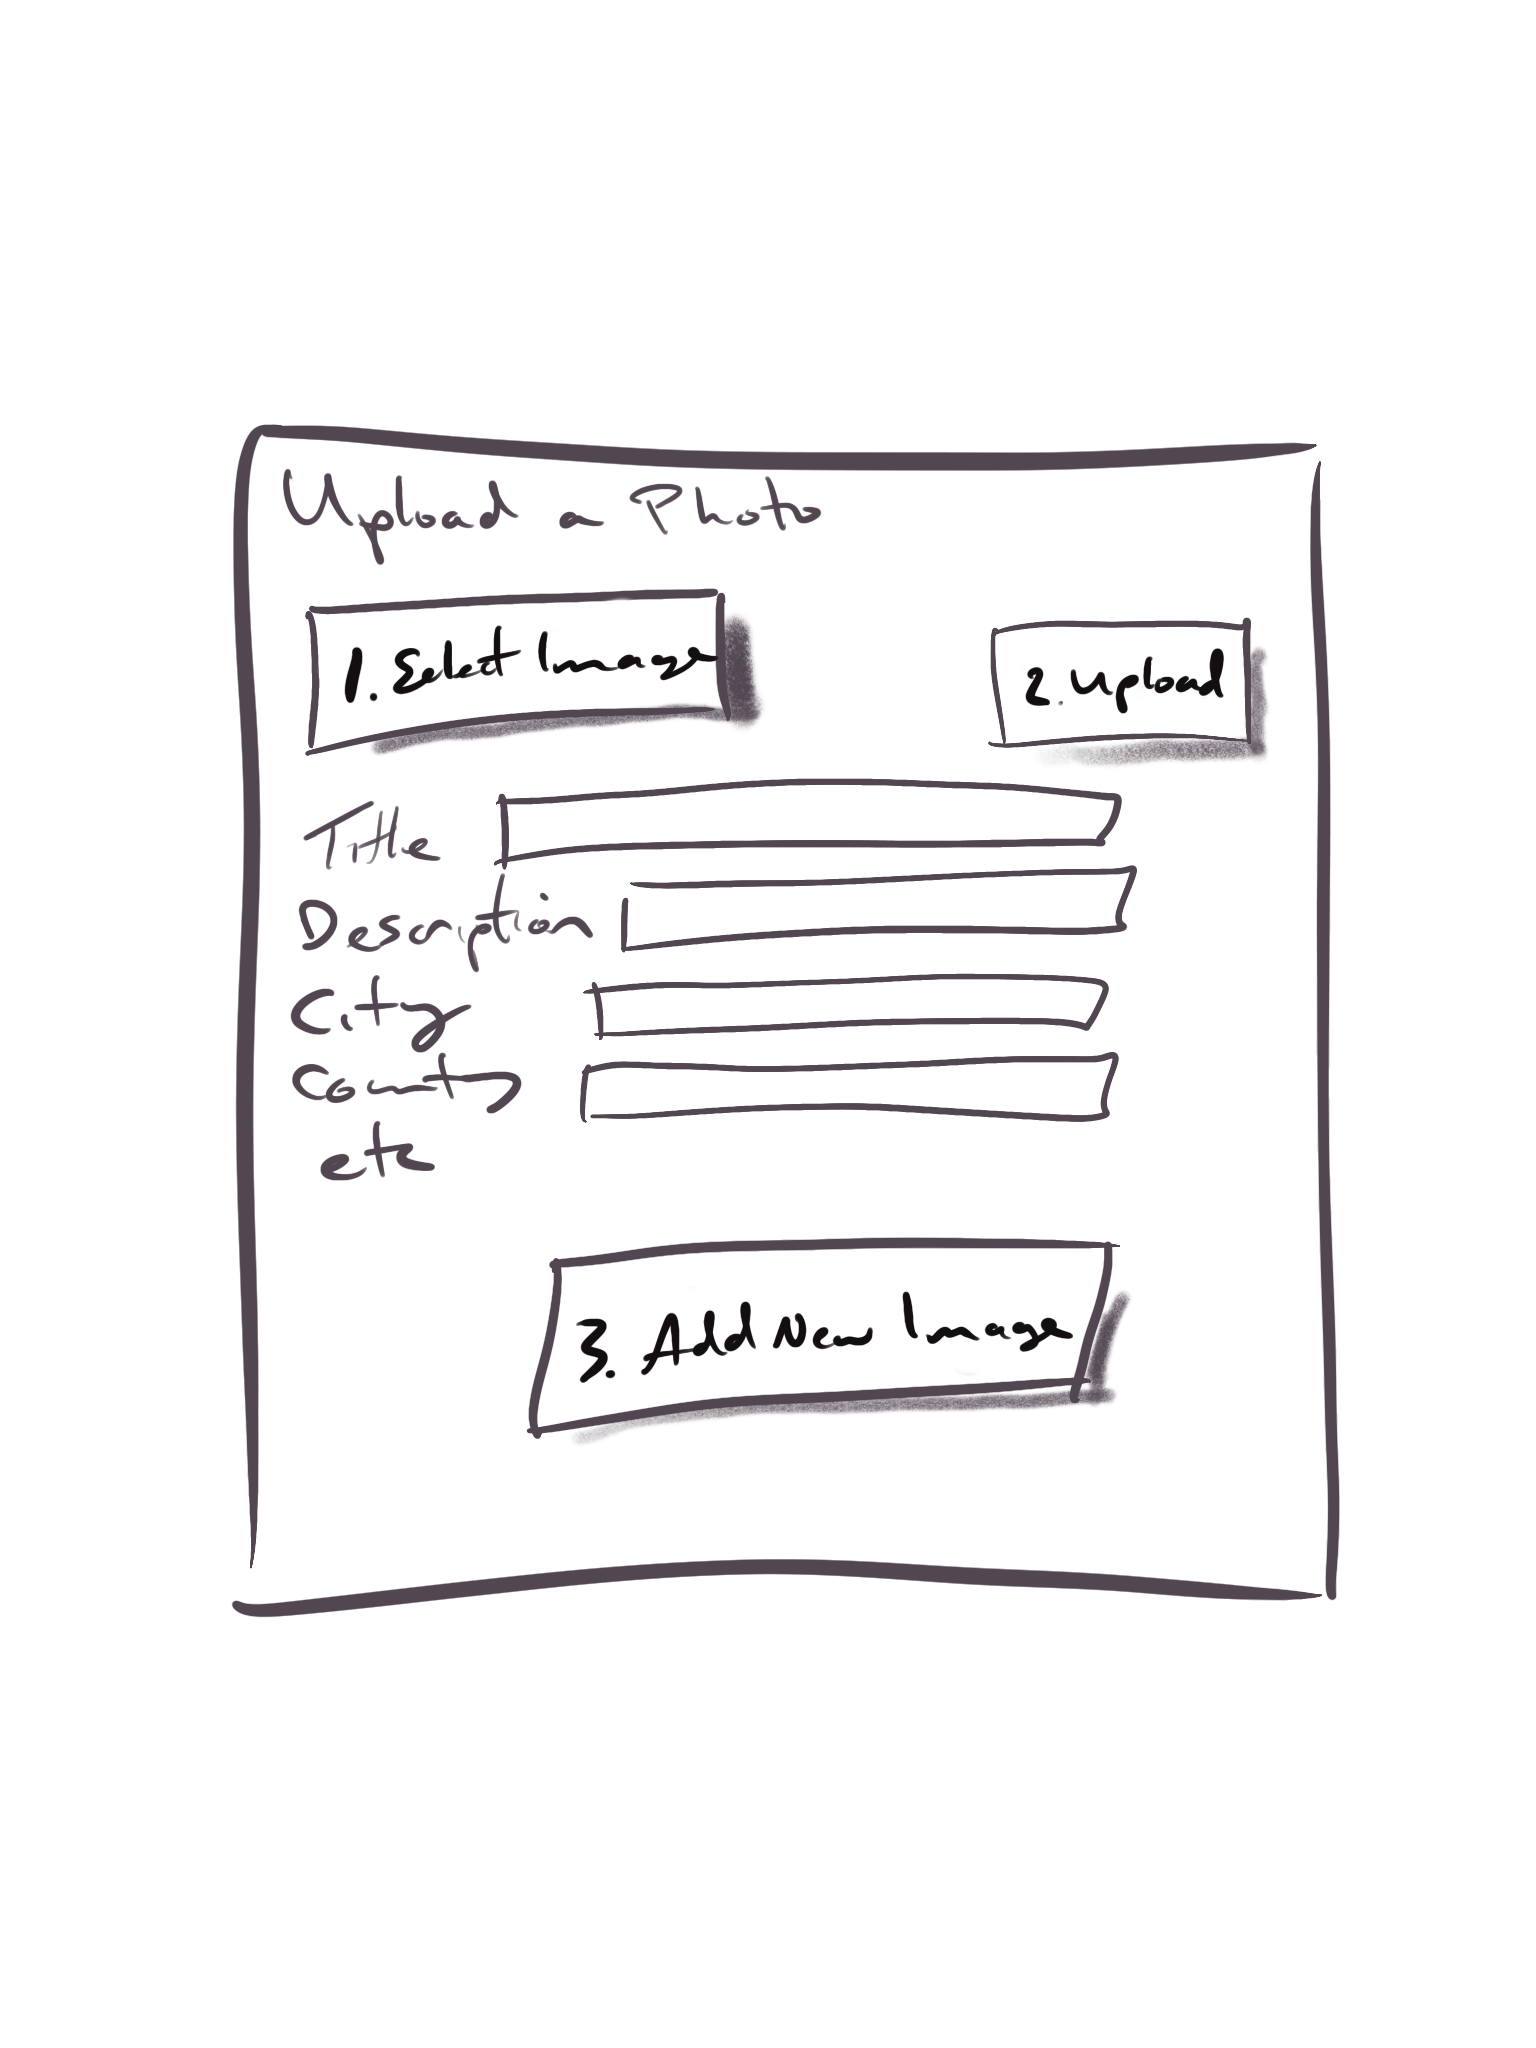 Upload a Photo
1. Select Image
2. Upload
Title
Description
City
Country
etc
3. Add New Image